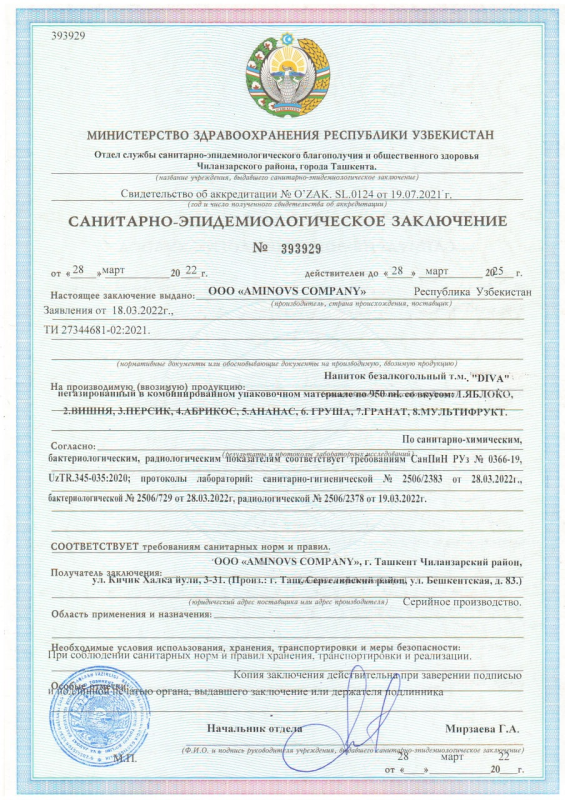 393929
МИНИСТЕРСТВО ЗДРАВООХРАНЕНИЯ РЕСПУБЛИКИ УЗБЕКИСТАН
Отдел службы санитарно-эпидемиологического благополучия и общественного здоровья
Чиланзарского района, города Ташкента.
(название учреждения, выдавшего санитарно-эпидемиологическое заключение)
Свидетельство об аккредитации № O'ZAK. SL.0124 от 19.07.2021 г.
(год и число полученного свидетельства об аккредитации)
САНИТАРНО-ЭПИДЕМИОЛОГИЧЕСКОЕ ЗАКЛЮЧЕНИЕ
№ 393929
от «28» март 2022 г. действителен до «28» март 2025 г.
Настоящее заключение выдано: ООО «AMINOVS COMPANY» Республика Узбекистан
(производитель, страна происхождения, поставщик)
Заявления от 18.03.2022г.,
ТИ 27344681-02:2021.
(нормативные документы или обосновывающие документы на производимую, ввозимую продукцию)
Напиток безалкогольный т.м., "DIVA"
На производимую (ввозимую) продукцию:
негазированный в комбинированном упаковочном материале по 950 ml. со вкусом: 1.ЯБЛОКО,
2.ВИШНЯ, 3.ПЕРСИК, 4.АБРИКОС, 5.АНАНАС, 6. ГРУША, 7.ГРАНАТ, 8.МУЛЬТИФРУКТ.
Согласно: По санитарно-химическим,
(результаты и протоколы лабораторных исследований)
бактериологическим, радиологическим показателям соответствует требованиям СанПиН РУз № 0366-19,
UzTR.345-035:2020; протоколы лабораторий: санитарно-гигиенической № 2506/2383 от 28.03.2022г.,
бактериологической № 2506/729 от 28.03.2022г, радиологической № 2506/2378 от 19.03.2022г.
СООТВЕТСТВУЕТ требованиям санитарных норм и правил.
ООО «AMINOVS COMPANY», г. Ташкент Чиланзарский район,
Получатель заключения:
ул. Кичик Халка йули, 3-31. (Произ.: г. Таш, Сергелийский район, ул. Бешкентская, д. 83.)
(юридический адрес поставщика или адрес производителя) Серийное производство.
Область применения и назначения:
Необходимые условия использования, хранения, транспортировки и меры безопасности:
При соблюдении санитарных норм и правил хранения, транспортировки и реализации.
Копия заключения действительна при заверении подписью
Особые отметки:
и подлинной печатью органа, выдавшего заключение или держателя подлинника
Начальник отдела Мирзаева Г.А.
(Ф.И.О. и подпись руководителя учреждения, выдавшего санитарно-эпидемиологическое заключение)
М.П.
от «28» март 2022 г.